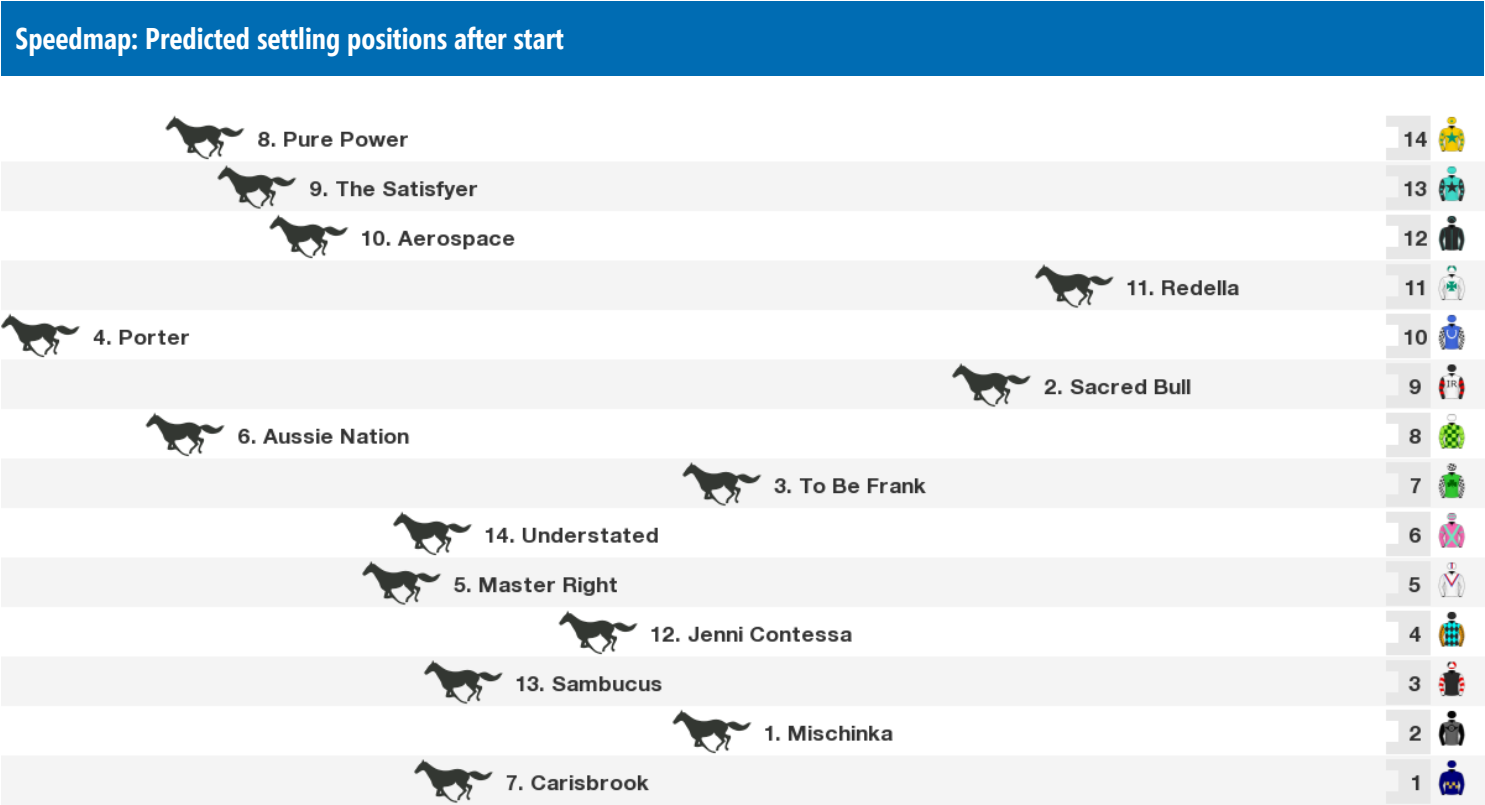 Speedmap: Predicted settling positions after start
8. Pure Power 14
9. The Satisfyer 13
10. Aerospace 12
11. Redella 11
4. Porter 10
2. Sacred Bull 9 IR
6. Aussie Nation 8
3. To Be Frank 7
14. Understated 6
5. Master Right 5
12. Jenni Contessa 4
13. Sambucus 3
1. Mischinka 2
7. Carisbrook 1